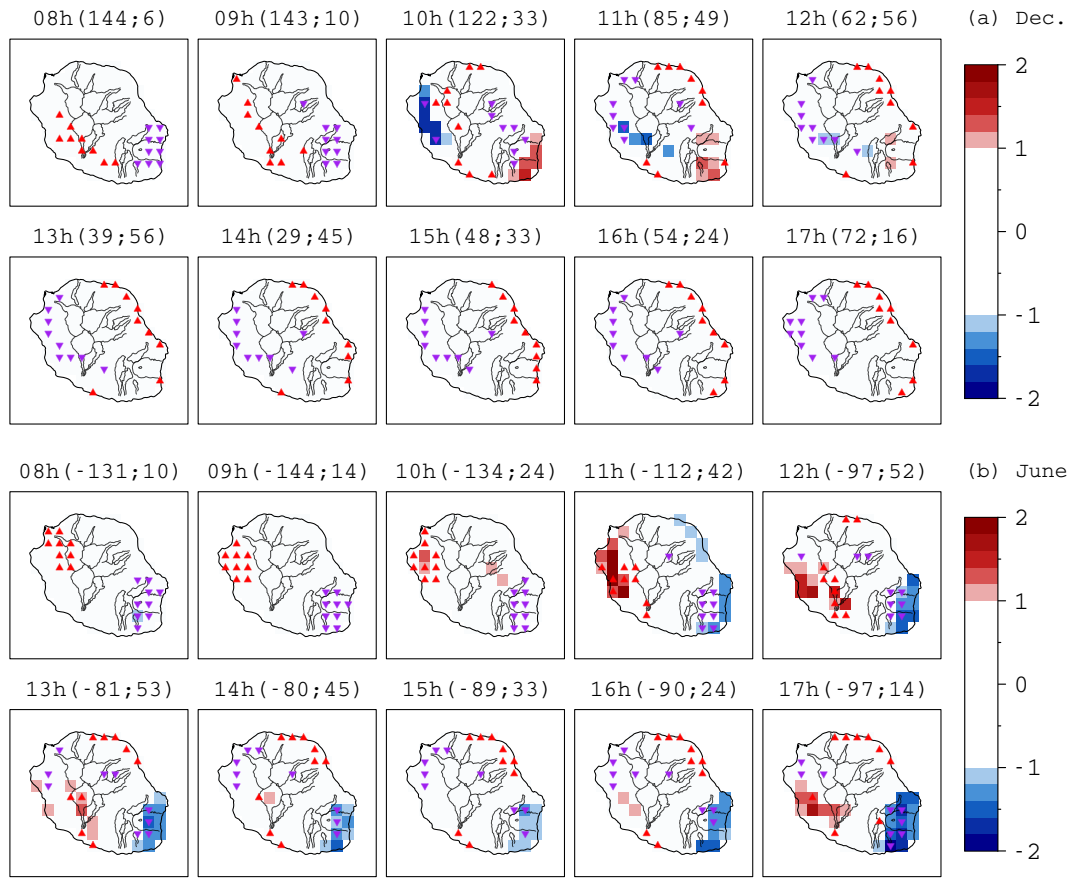 08h(144;6) 09h(143;10) 10h(122;33) 11h(85;49) 12h(62;56) (a) Dec.
2
1
0
-1
-2
13h(39;56) 14h(29;45) 15h(48;33) 16h(54;24) 17h(72;16)
08h(-131;10) 09h(-144;14) 10h(-134;24) 11h(-112;42) 12h(-97;52) (b) June
2
1
0
-1
-2
13h(-81;53) 14h(-80;45) 15h(-89;33) 16h(-90;24) 17h(-97;14)